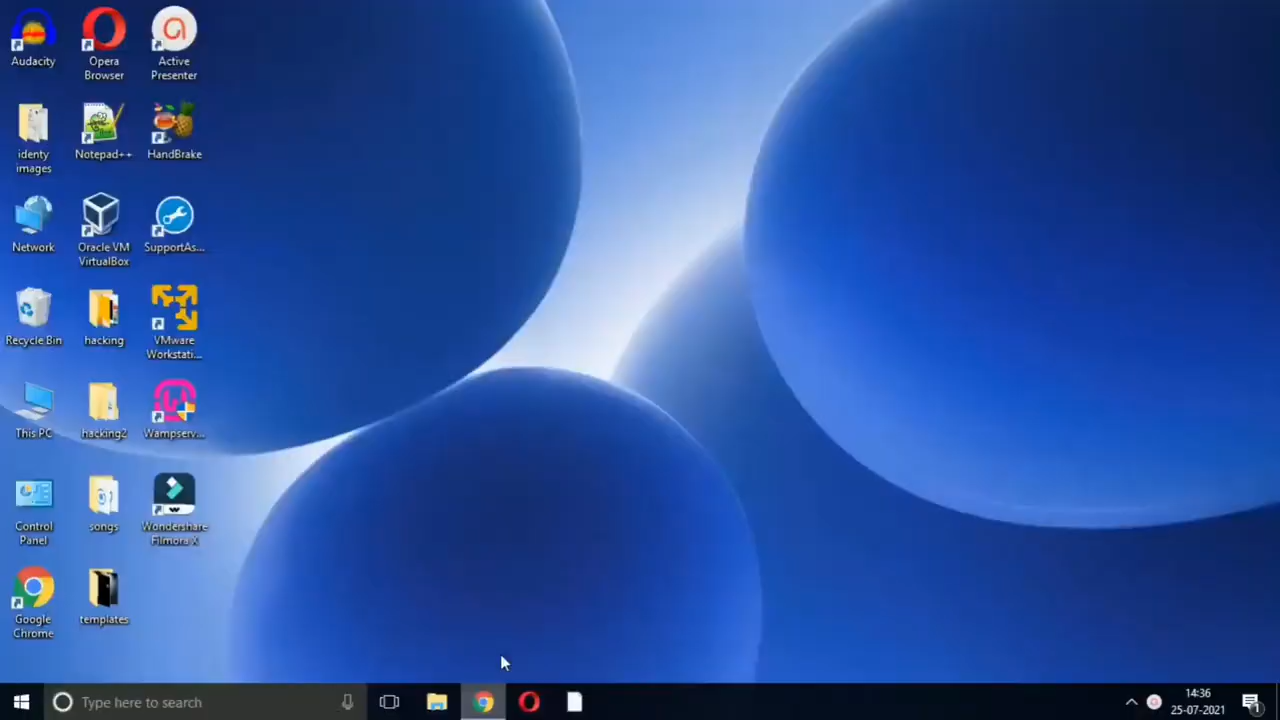 Audacity
Opera
Browser
Active
Presenter
identy
images
Notepad++
HandBrake
Network
Oracle VM
VirtualBox
SupportAs...
Recycle Bin
hacking
VMware
Workstati...
This PC
hacking2
Wampserv...
Control
Panel
songs
Wondershare
Filmora X
Google
Chrome
templates
Type here to search
14:36
25-07-2021
1